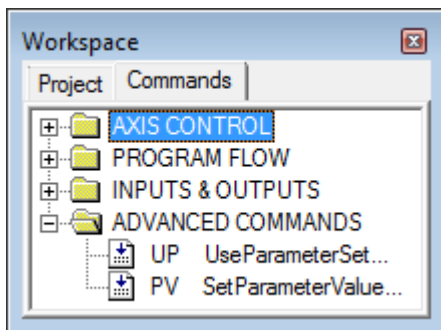 Workspace
Project Commands
AXIS CONTROL
PROGRAM FLOW
INPUTS & OUTPUTS
ADVANCED COMMANDS
UP UseParameterSet...
PV SetParameterValue...